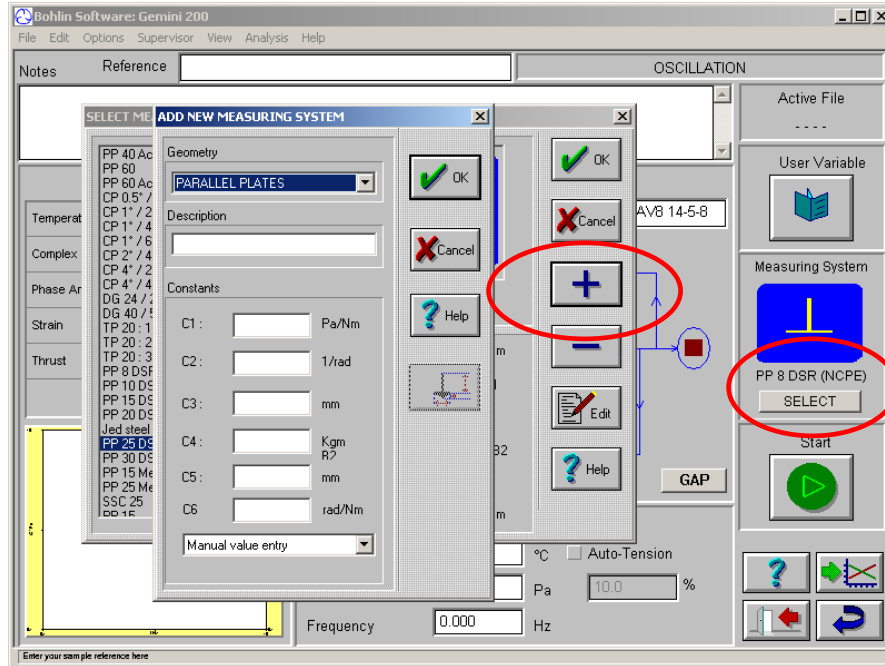 Bohlin Software: Gemini 200
File Edit Options Supervisor View Analysis Help
Notes Reference OSCILLATION
SELECT ME
ADD NEW MEASURING SYSTEM
PP 40 Ac
PP 60
PP 60 Ac
CP 0.5° /
CP 1° / 2
CP 1° / 4
CP 1° / 6
CP 2° / 4
CP 4° / 2
CP 4° / 4
DG 24 / 2
DG 40 / 5
TP 20 : 1
TP 20 : 2
TP 20 : 3
PP 8 DSR
PP 10 DS
PP 15 DS
PP 20 DS
Jed steel
PP 25 DS
PP 30 DS
PP 15 Me
PP 25 Me
SSC 25
PP 15
Geometry
PARALLEL PLATES
Description
Constants
C1 : Pa/Nm
C2 : 1/rad
C3 : mm
C4 : Kgm
C5 : mm
C6 rad/Nm
Manual value entry
OK
Cancel
Help
OK
Cancel
+
−
Edit
Help
m
32
m
AV8 14-5-8
GAP
Temperat
Complex
Phase An
Strain
Thrust
°C Auto-Tension
Pa 10.0 %
Frequency 0.000 Hz
Active File
- - - -
User Variable
Measuring System
PP 8 DSR (NCPE)
SELECT
Start
?
Enter your sample reference here